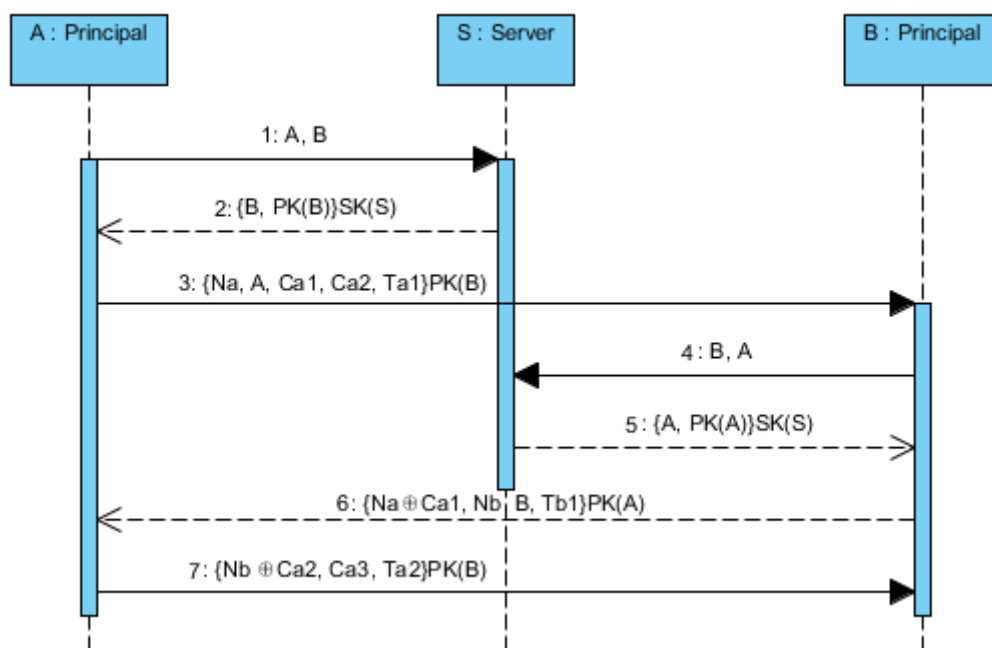 A : Principal
S : Server
B : Principal
1: A, B
2: {B, PK(B)}SK(S)
3: {Na, A, Ca1, Ca2, Ta1}PK(B)
4: B, A
5: {A, PK(A)}SK(S)
6: {Na⊕Ca1, Nb, B, Tb1}PK(A)
7: {Nb ⊕Ca2, Ca3, Ta2}PK(B)